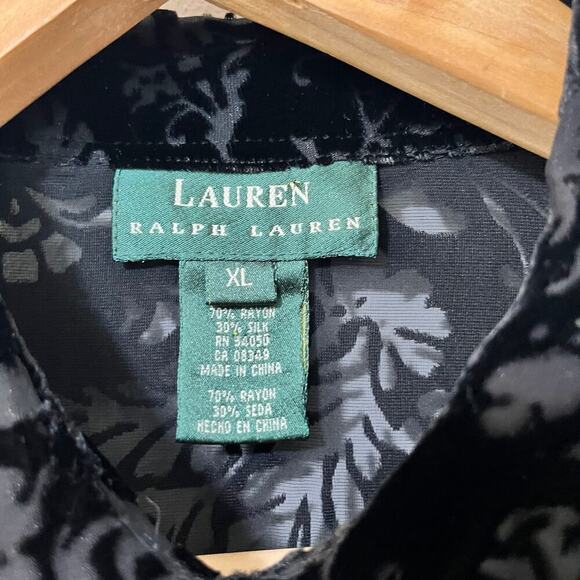 LAUREN
RALPH LAUREN
XL
70% RAYON
30% SILK
RN 34050
CA 08349
MADE IN CHINA
70% RAYON
30% SEDA
HECHO EN CHINA